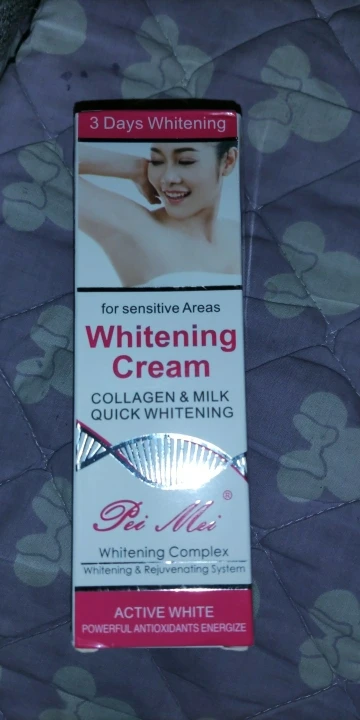 3 Days Whitening
for sensitive Areas
Whitening
Cream
COLLAGEN & MILK
QUICK WHITENING
Pei Mei ®
Whitening Complex
Whitening & Rejuvenating System
ACTIVE WHITE
POWERFUL ANTIOXIDANTS ENERGIZE